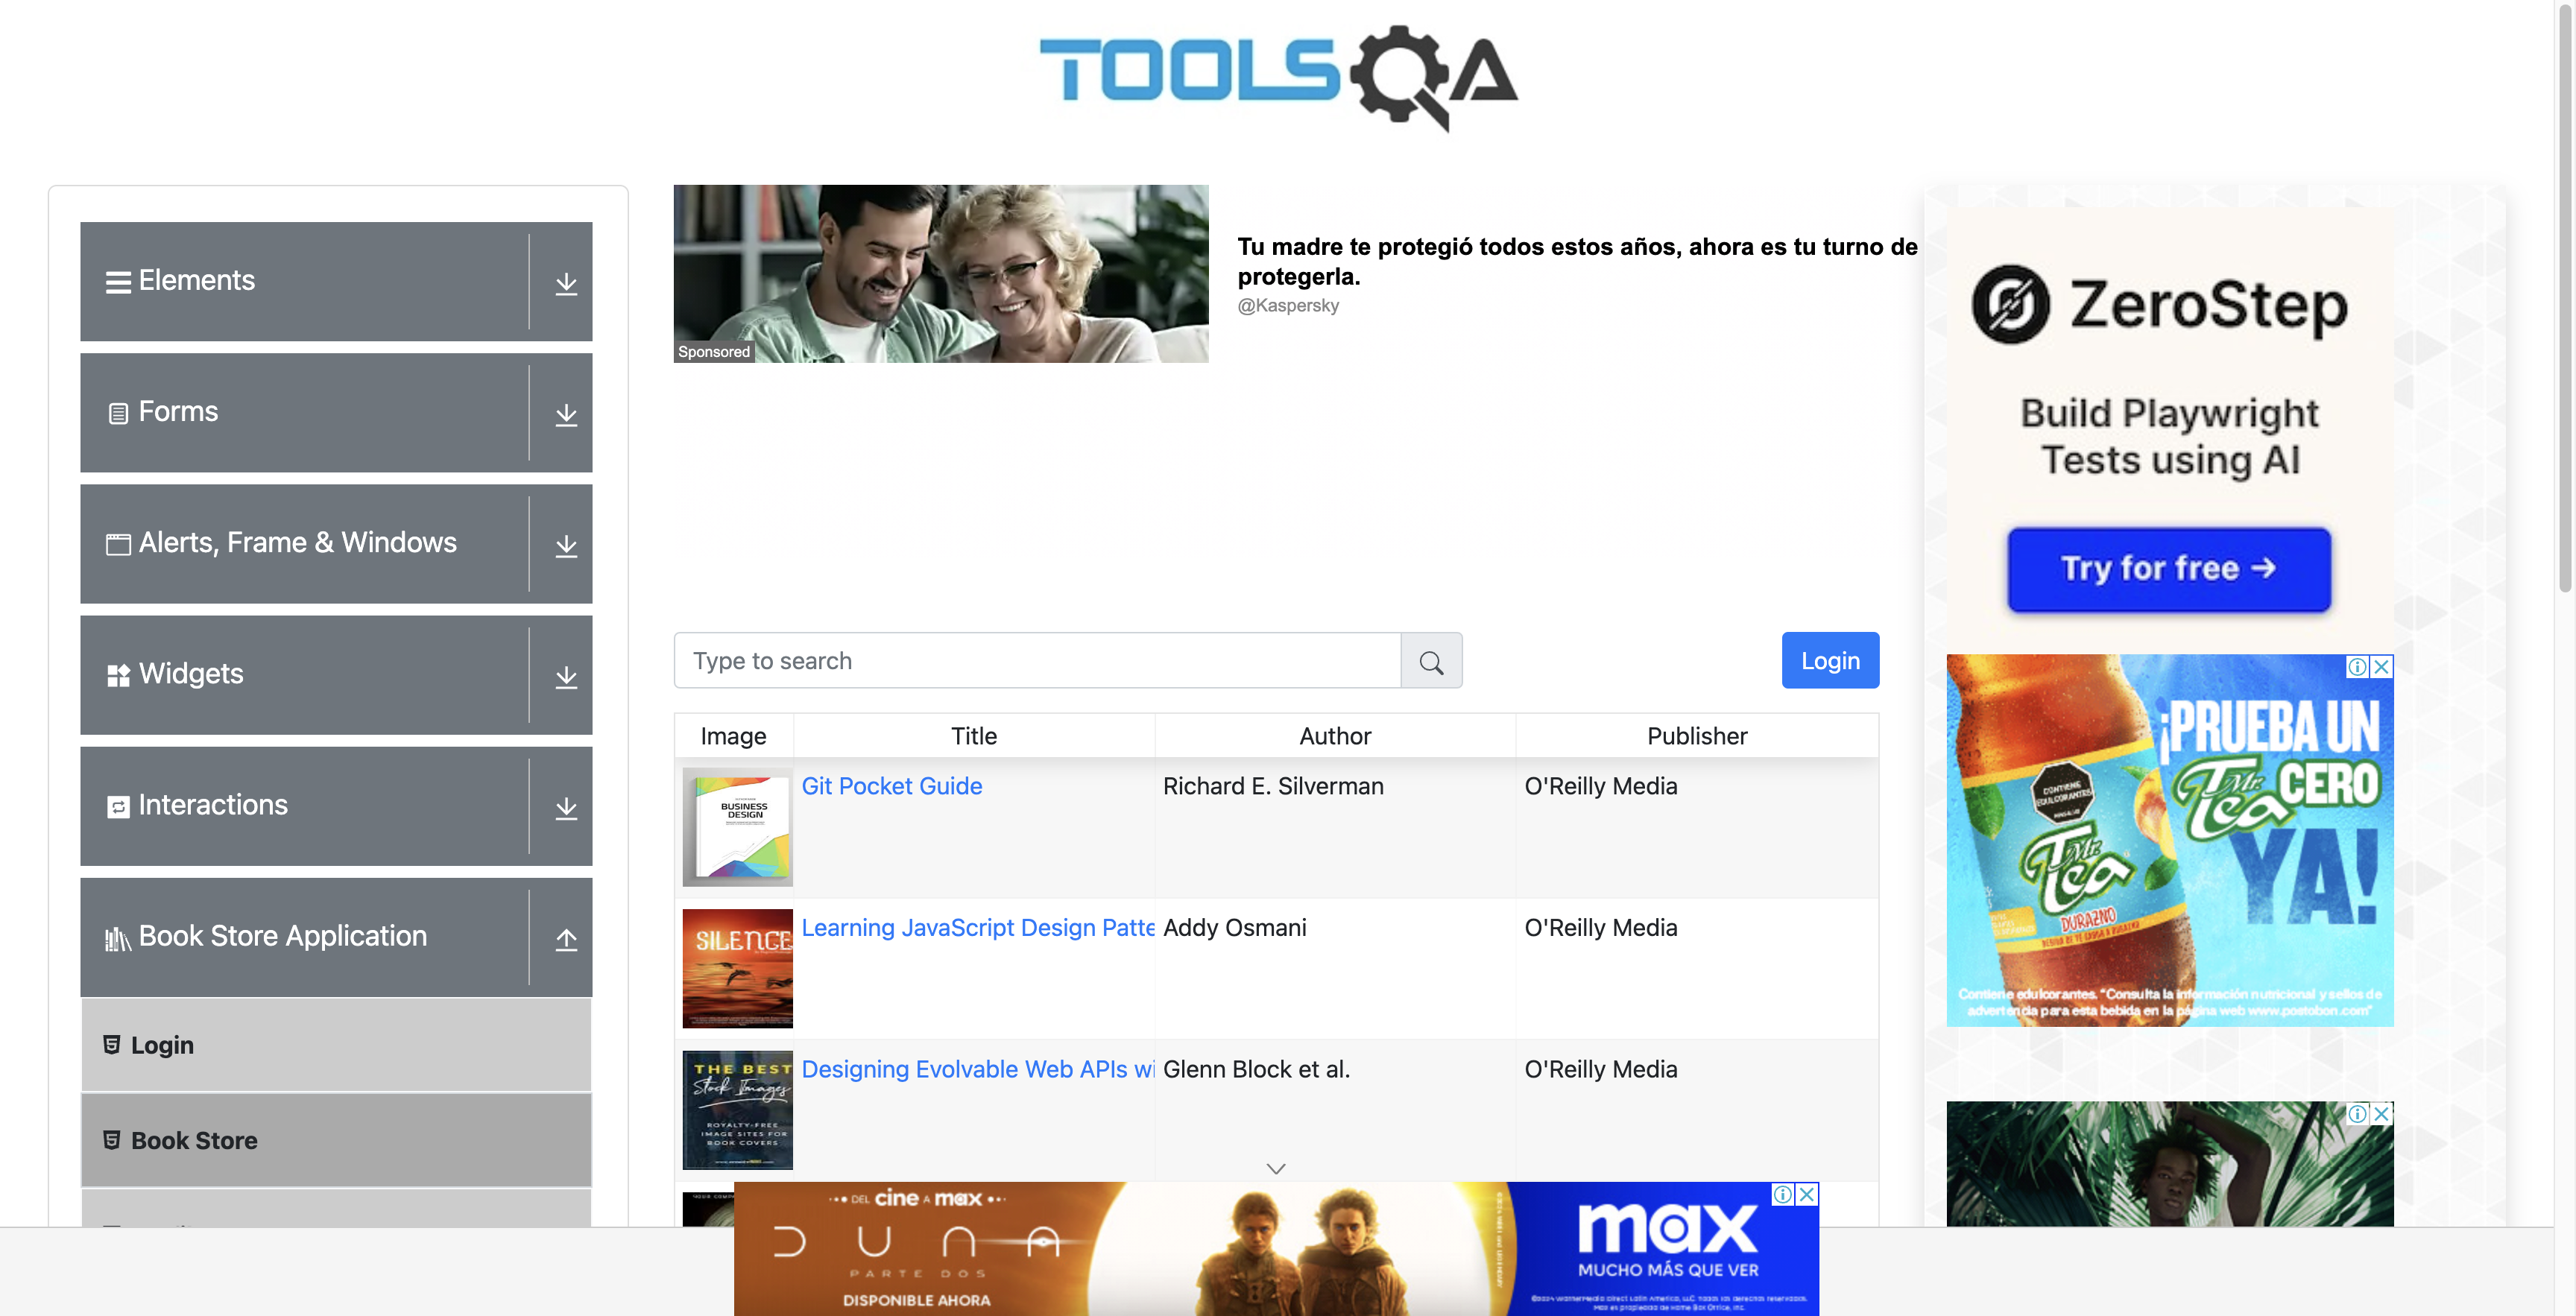 TOOLSQA
Elements
Forms
Alerts, Frame & Windows
Widgets
Interactions
Book Store Application
Login
Book Store
Sponsored
Tu madre te protegió todos estos años, ahora es tu turno de
protegerla.
@Kaspersky
Type to search
Login
Image Title Author Publisher
BUSINESS
DESIGN
Git Pocket Guide Richard E. Silverman O'Reilly Media
SILENCE
Learning JavaScript Design Patte Addy Osmani O'Reilly Media
THE BEST
Stock Images
ROYALTY-FREE
IMAGE SITES FOR
BOOK COVERS
Designing Evolvable Web APIs wi Glenn Block et al. O'Reilly Media
DEL cine A max
DUNA
PARTE DOS
DISPONIBLE AHORA
max
MUCHO MÁS QUE VER
ZeroStep
Build Playwright
Tests using AI
Try for free →
¡PRUEBA UN
Mr. Tea CERO
YA!
CONTIENE
EDULCORANTES
Mr. Tea
DURAZNO
Contiene edulcorantes. "Consulta la información nutricional y sellos de
advertencia para esta bebida en la página web www.postobon.com"